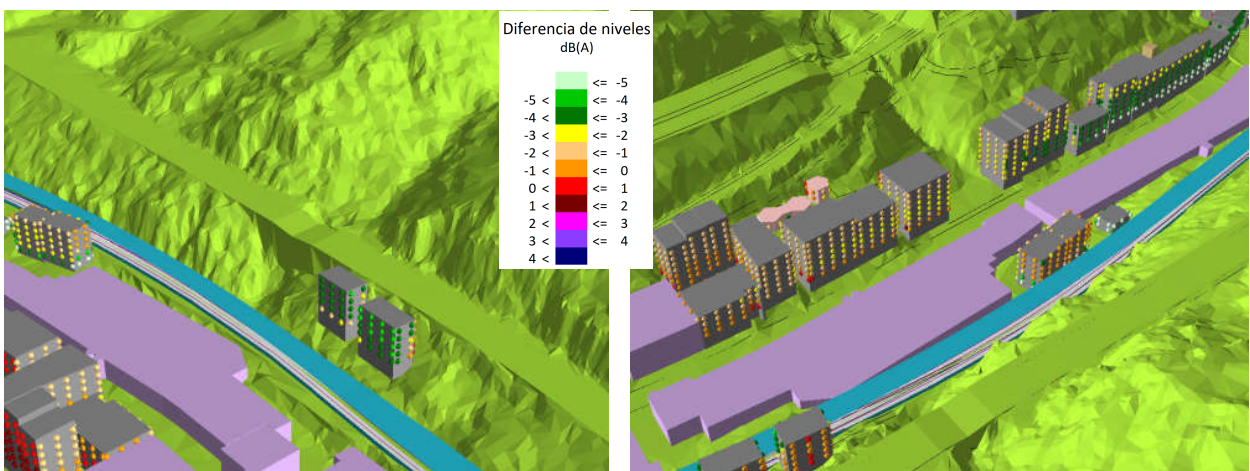 Diferencia de niveles
dB(A)
<= -5
-5 < <= -4
-4 < <= -3
-3 < <= -2
-2 < <= -1
-1 < <= 0
0 < <= 1
1 < <= 2
2 < <= 3
3 < <= 4
4 <